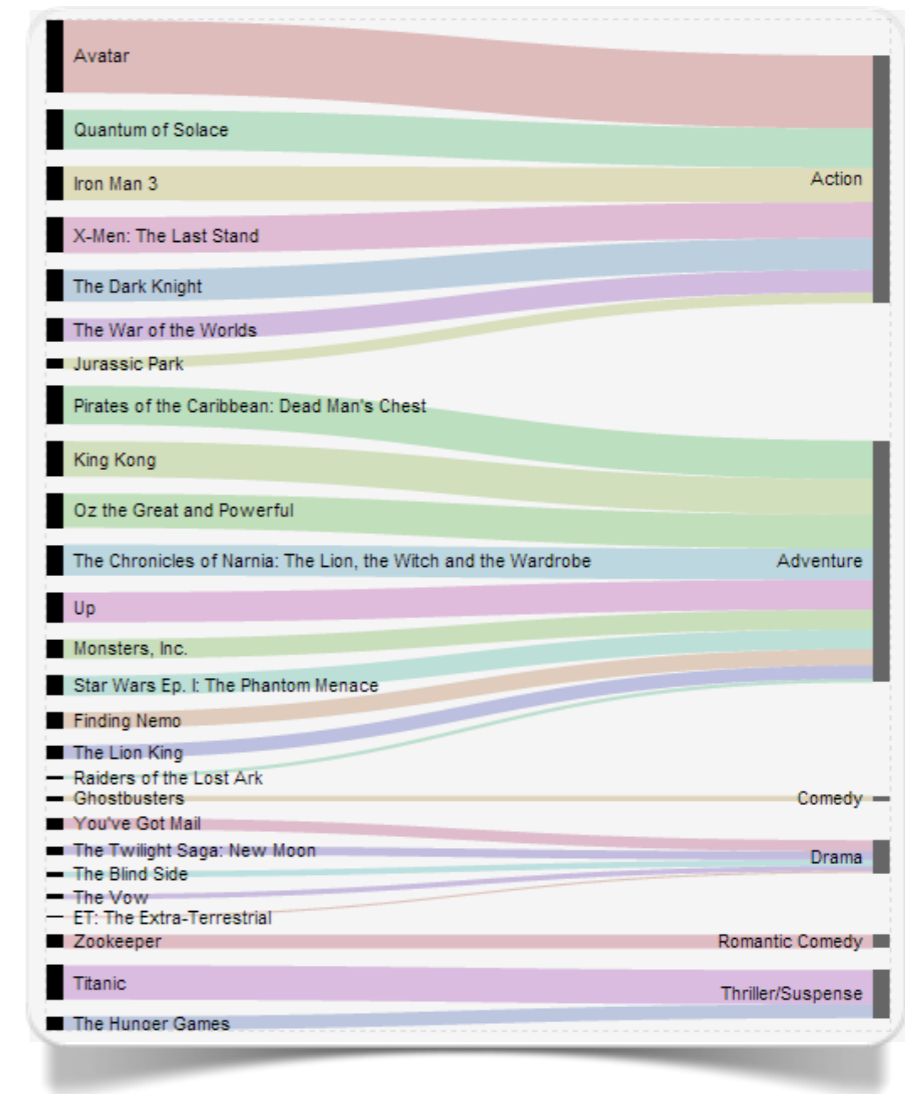 Avatar
Quantum of Solace
Iron Man 3
Action
X-Men: The Last Stand
The Dark Knight
The War of the Worlds
Jurassic Park
Pirates of the Caribbean: Dead Man's Chest
King Kong
Oz the Great and Powerful
The Chronicles of Narnia: The Lion, the Witch and the Wardrobe
Adventure
Up
Monsters, Inc.
Star Wars Ep. I: The Phantom Menace
Finding Nemo
The Lion King
Raiders of the Lost Ark
Ghostbusters
Comedy
You've Got Mail
The Twilight Saga: New Moon
Drama
The Blind Side
The Vow
ET: The Extra-Terrestrial
Zookeeper
Romantic Comedy
Titanic
Thriller/Suspense
The Hunger Games